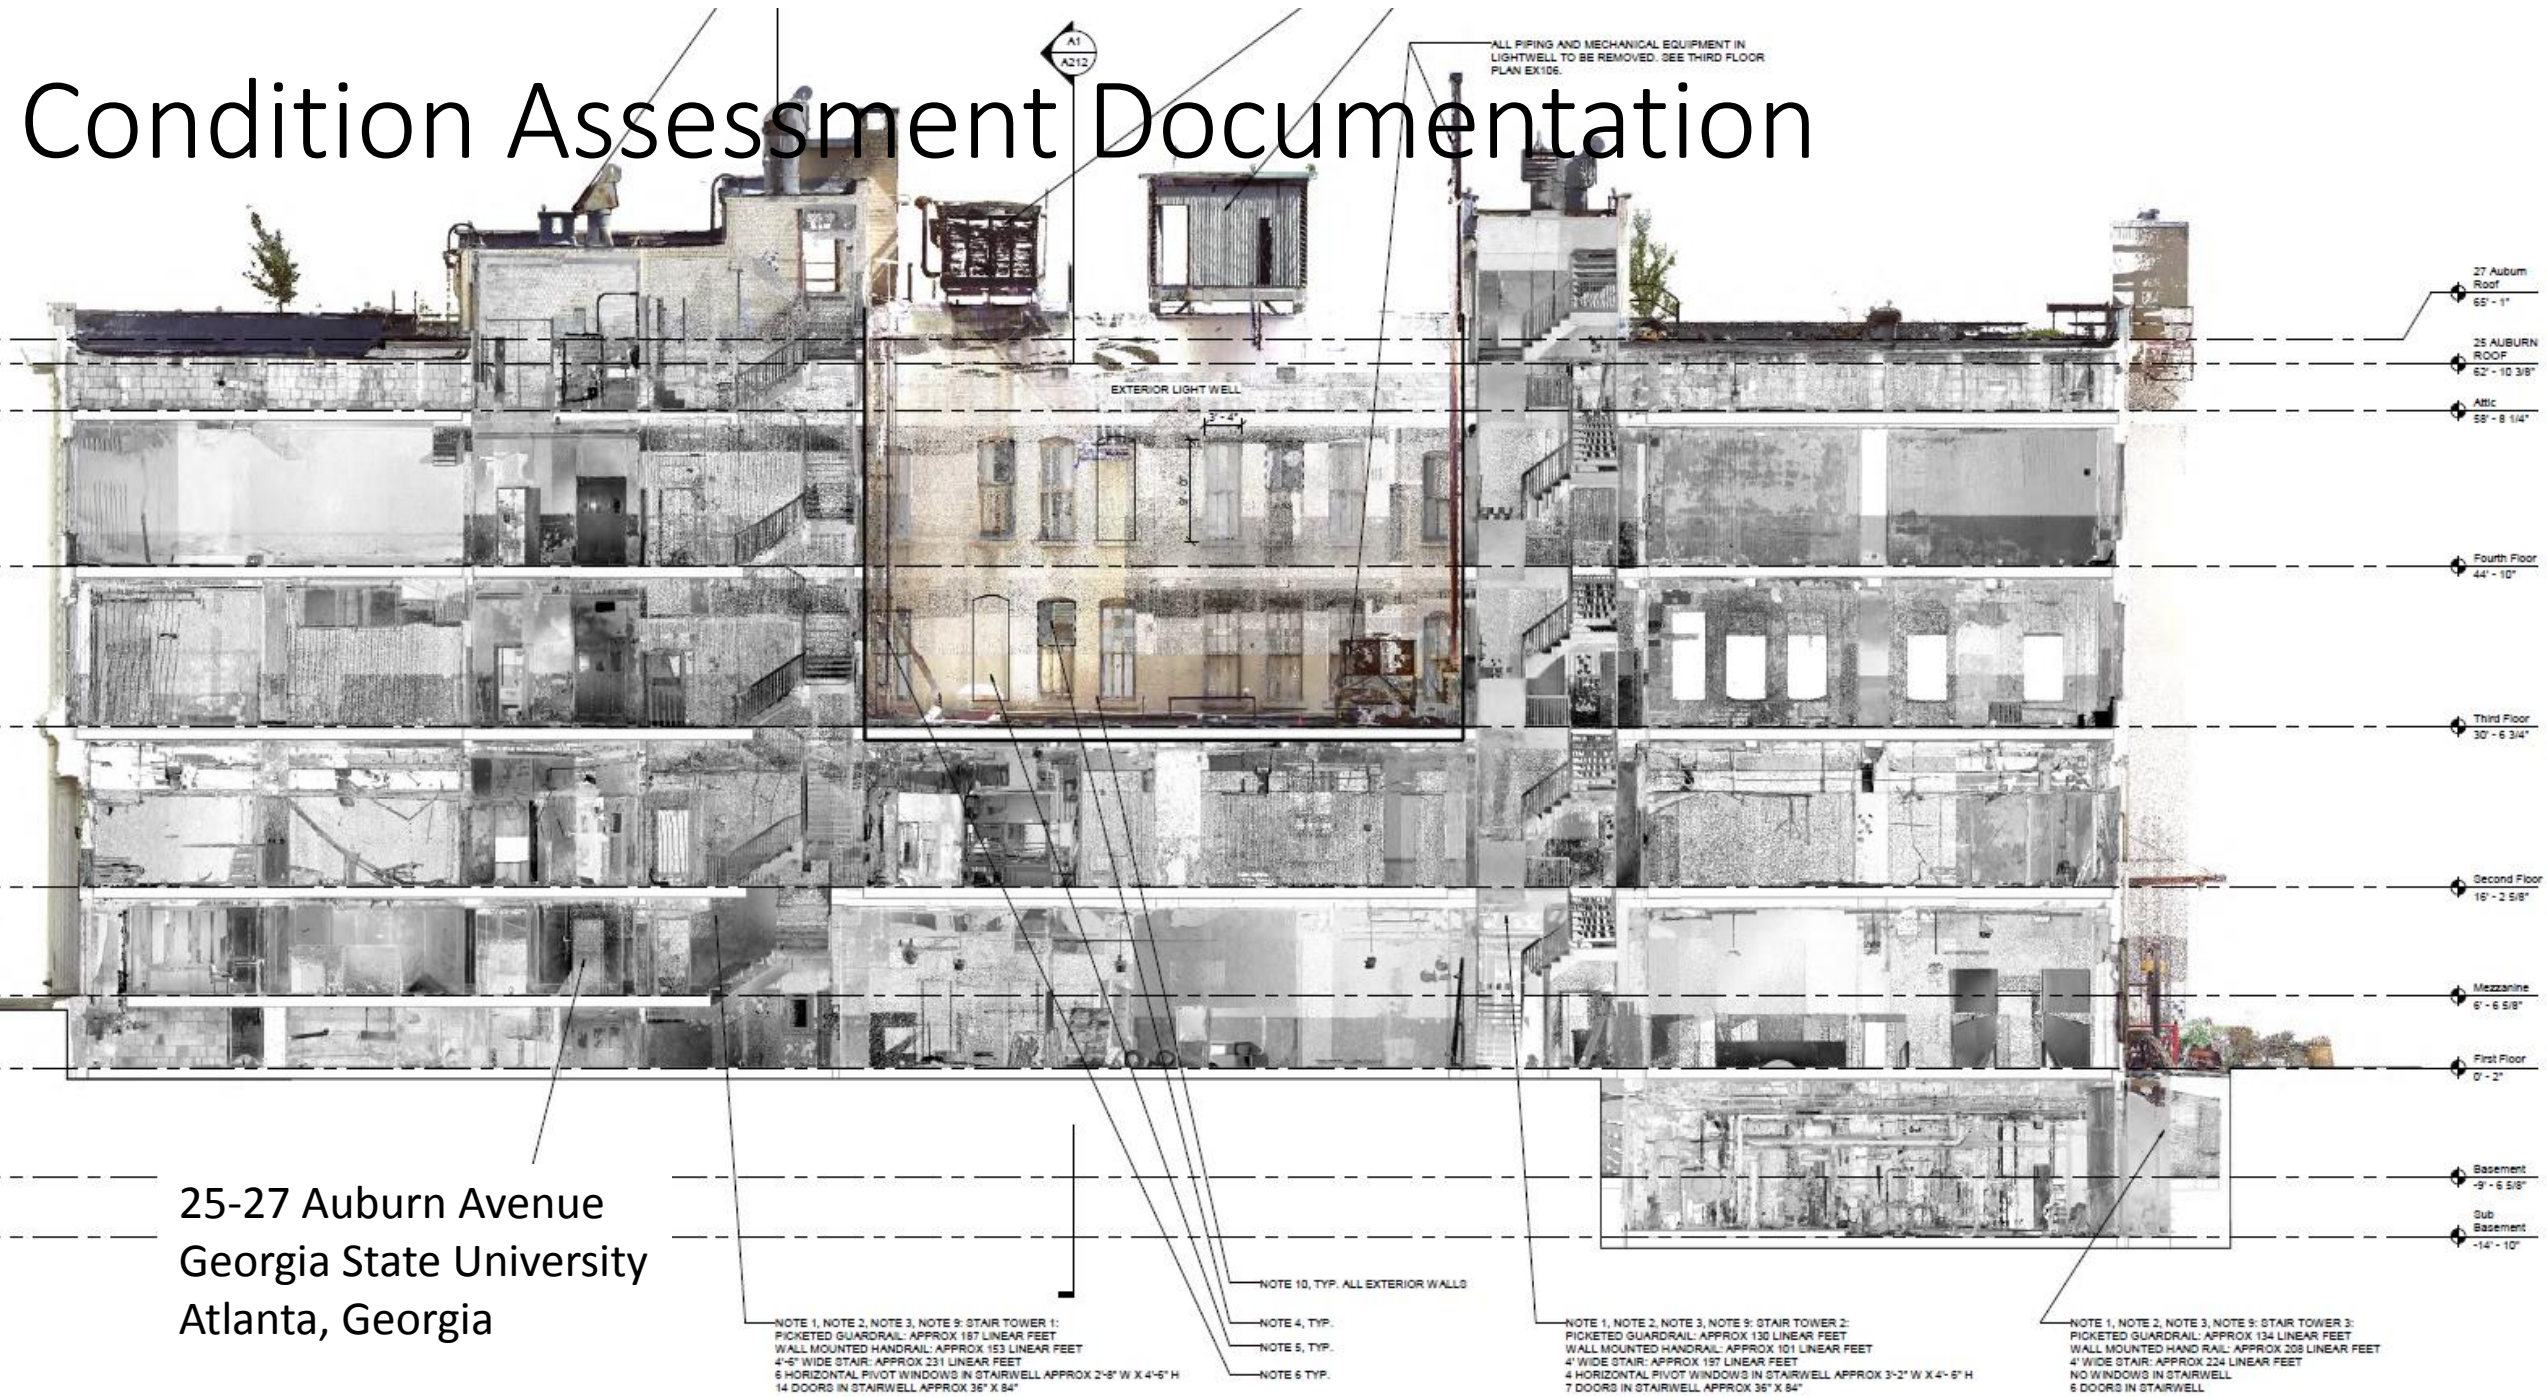 A1
A212
ALL PIPING AND MECHANICAL EQUIPMENT IN
LIGHTWELL TO BE REMOVED. SEE THIRD FLOOR
PLAN EX106.
Condition Assessment Documentation
27 Auburn
Roof
65' - 1"
25 AUBURN
ROOF
62' - 10 3/8"
EXTERIOR LIGHT WELL
Attic
58' - 8 1/4"
3' - 4"
Fourth Floor
44' - 10"
Third Floor
30' - 6 3/4"
Second Floor
16' - 2 5/8"
Mezzanine
6' - 6 5/8"
First Floor
0' - 2"
Basement
-9' - 6 5/8"
Sub
Basement
-14' - 10"
25-27 Auburn Avenue
Georgia State University
Atlanta, Georgia
NOTE 10, TYP. ALL EXTERIOR WALLS
NOTE 4, TYP.
NOTE 5, TYP.
NOTE 6 TYP.
NOTE 1, NOTE 2, NOTE 3, NOTE 9: STAIR TOWER 1:
PICKETED GUARDRAIL: APPROX 187 LINEAR FEET
WALL MOUNTED HANDRAIL: APPROX 153 LINEAR FEET
4'-6" WIDE STAIR: APPROX 231 LINEAR FEET
6 HORIZONTAL PIVOT WINDOWS IN STAIRWELL APPROX 2'-8" W X 4'-6" H
14 DOORS IN STAIRWELL APPROX 36" X 84"
NOTE 1, NOTE 2, NOTE 3, NOTE 9: STAIR TOWER 2:
PICKETED GUARDRAIL: APPROX 130 LINEAR FEET
WALL MOUNTED HANDRAIL: APPROX 101 LINEAR FEET
4' WIDE STAIR: APPROX 197 LINEAR FEET
4 HORIZONTAL PIVOT WINDOWS IN STAIRWELL APPROX 3'-2" W X 4'- 6" H
7 DOORS IN STAIRWELL APPROX 36" X 84"
NOTE 1, NOTE 2, NOTE 3, NOTE 9: STAIR TOWER 3:
PICKETED GUARDRAIL: APPROX 134 LINEAR FEET
WALL MOUNTED HAND RAIL: APPROX 208 LINEAR FEET
4' WIDE STAIR: APPROX 224 LINEAR FEET
NO WINDOWS IN STAIRWELL
6 DOORS IN STAIRWELL